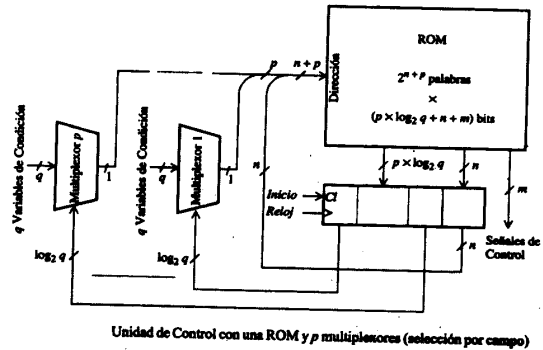 ROM
Dirección
2^{n+p} palabras
×
(p × log₂ q + n + m) bits
p
n + p
q Variables de Condición
q
Multiplexor p
1
q Variables de Condición
q
Multiplexor 1
1
n
p × log₂ q
n
m
Inicio
Cl
Reloj
Señales de
Control
log₂ q
log₂ q
n
Unidad de Control con una ROM y p multiplexores (selección por campo)